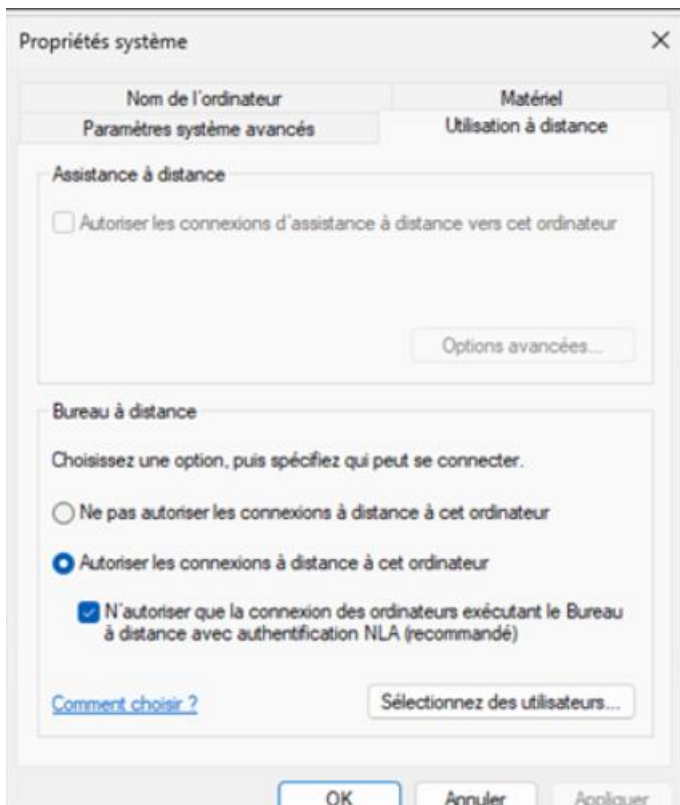 Propriétés système
Nom de l'ordinateur
Matériel
Paramètres système avancés
Utilisation à distance
Assistance à distance
Autoriser les connexions d'assistance à distance vers cet ordinateur
Options avancées...
Bureau à distance
Choisissez une option, puis spécifiez qui peut se connecter.
Ne pas autoriser les connexions à distance à cet ordinateur
Autoriser les connexions à distance à cet ordinateur
N'autoriser que la connexion des ordinateurs exécutant le Bureau
à distance avec authentification NLA (recommandé)
Comment choisir ?
Sélectionnez des utilisateurs...
OK
Annuler
Appliquer